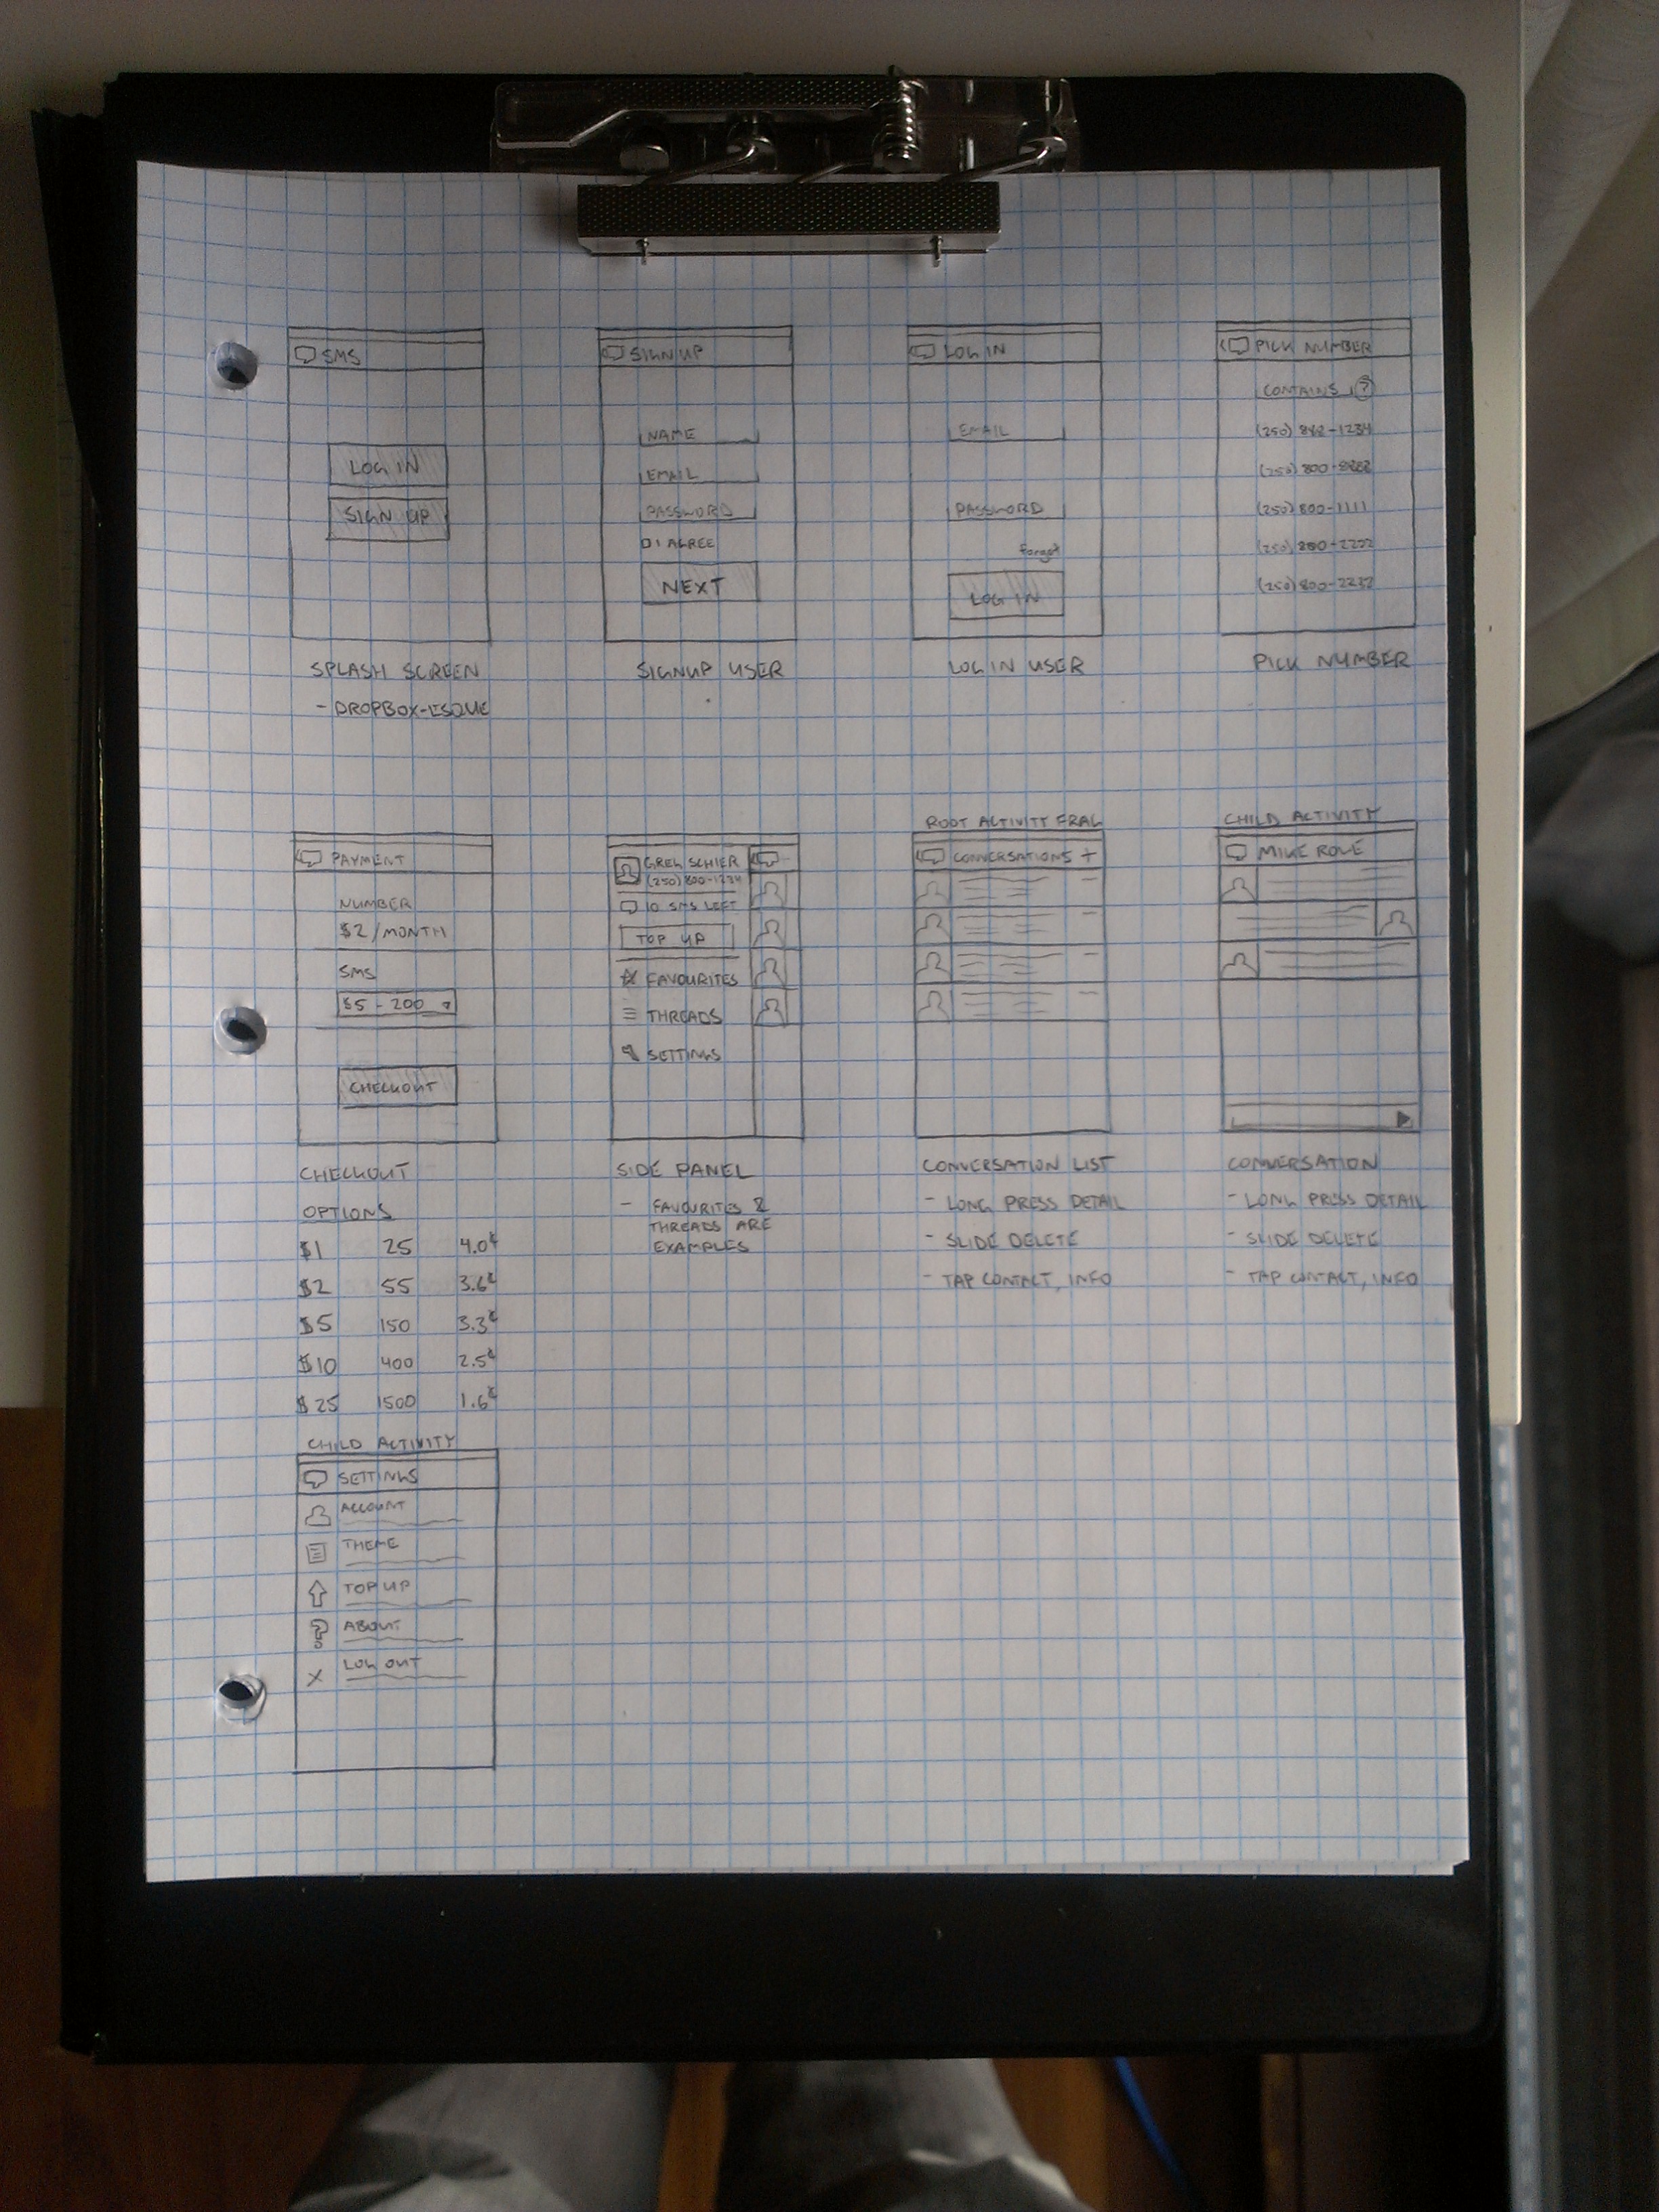 SMS
LOG IN
SIGN UP
SPLASH SCREEN
- DROPBOX-ESQUE
SIGN UP
NAME
EMAIL
PASSWORD
I AGREE
NEXT
SIGNUP USER
LOG IN
EMAIL
PASSWORD
Forgot
LOG IN
LOG IN USER
PICK NUMBER
CONTAINS ?
(250) 842-1234
(250) 800-8222
(250) 800-1111
(250) 800-2222
(250) 800-2232
PICK NUMBER
PAYMENT
NUMBER
$2/MONTH
SMS
$5 - 200
CHECKOUT
CHECKOUT
OPTIONS
$1 25 4.0¢
$2 55 3.6¢
$5 150 3.3¢
$10 400 2.5¢
$25 1500 1.6¢
GREG SCHIER
(250) 800-1234
10 SMS LEFT
TOP UP
FAVOURITES
THREADS
SETTINGS
SIDE PANEL
- FAVOURITES &
THREADS ARE
EXAMPLES
ROOT ACTIVITY FRAG
CONVERSATIONS +
CONVERSATION LIST
- LONG PRESS DETAIL
- SLIDE DELETE
- TAP CONTACT, INFO
CHILD ACTIVITY
MIKE ROVE
CONVERSATION
- LONG PRESS DETAIL
- SLIDE DELETE
- TAP CONTACT, INFO
CHILD ACTIVITY
SETTINGS
ACCOUNT
THEME
TOP UP
? ABOUT
X LOG OUT